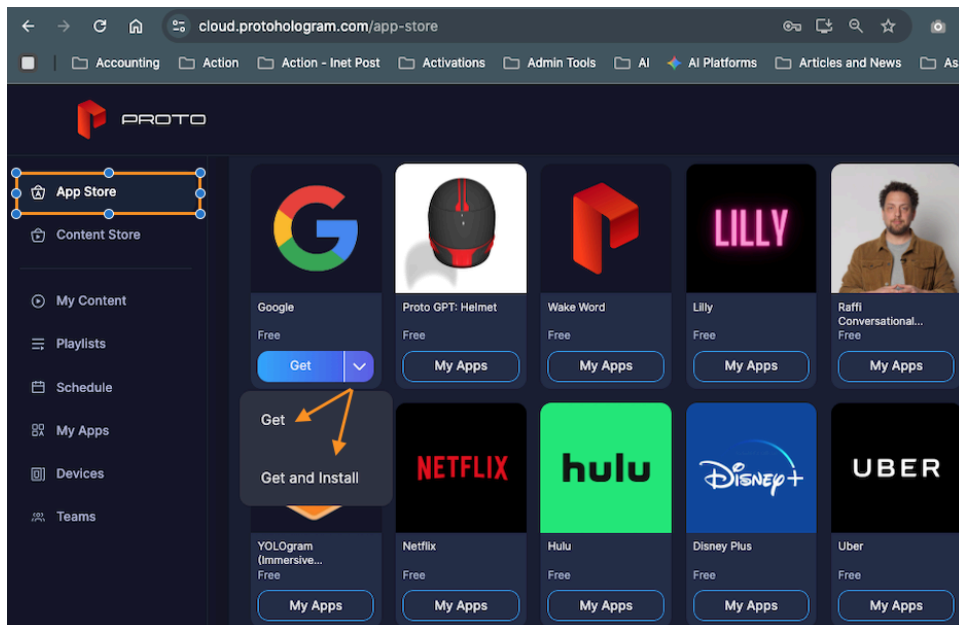 cloud.protohologram.com/app-store
Accounting
Action
Action - Inet Post
Activations
Admin Tools
AI
AI Platforms
Articles and News
As
PROTO
App Store
Content Store
My Content
Playlists
Schedule
My Apps
Devices
Teams
LILLY
Google
Proto GPT: Helmet
Wake Word
Lilly
Raffi
Conversational...
Free
Free
Free
Free
Free
Get
My Apps
My Apps
My Apps
My Apps
Get
Get and Install
NETFLIX
hulu
Disney+
UBER
YOLOgram
(Immersive...
Netflix
Hulu
Disney Plus
Uber
Free
Free
Free
Free
Free
My Apps
My Apps
My Apps
My Apps
My Apps